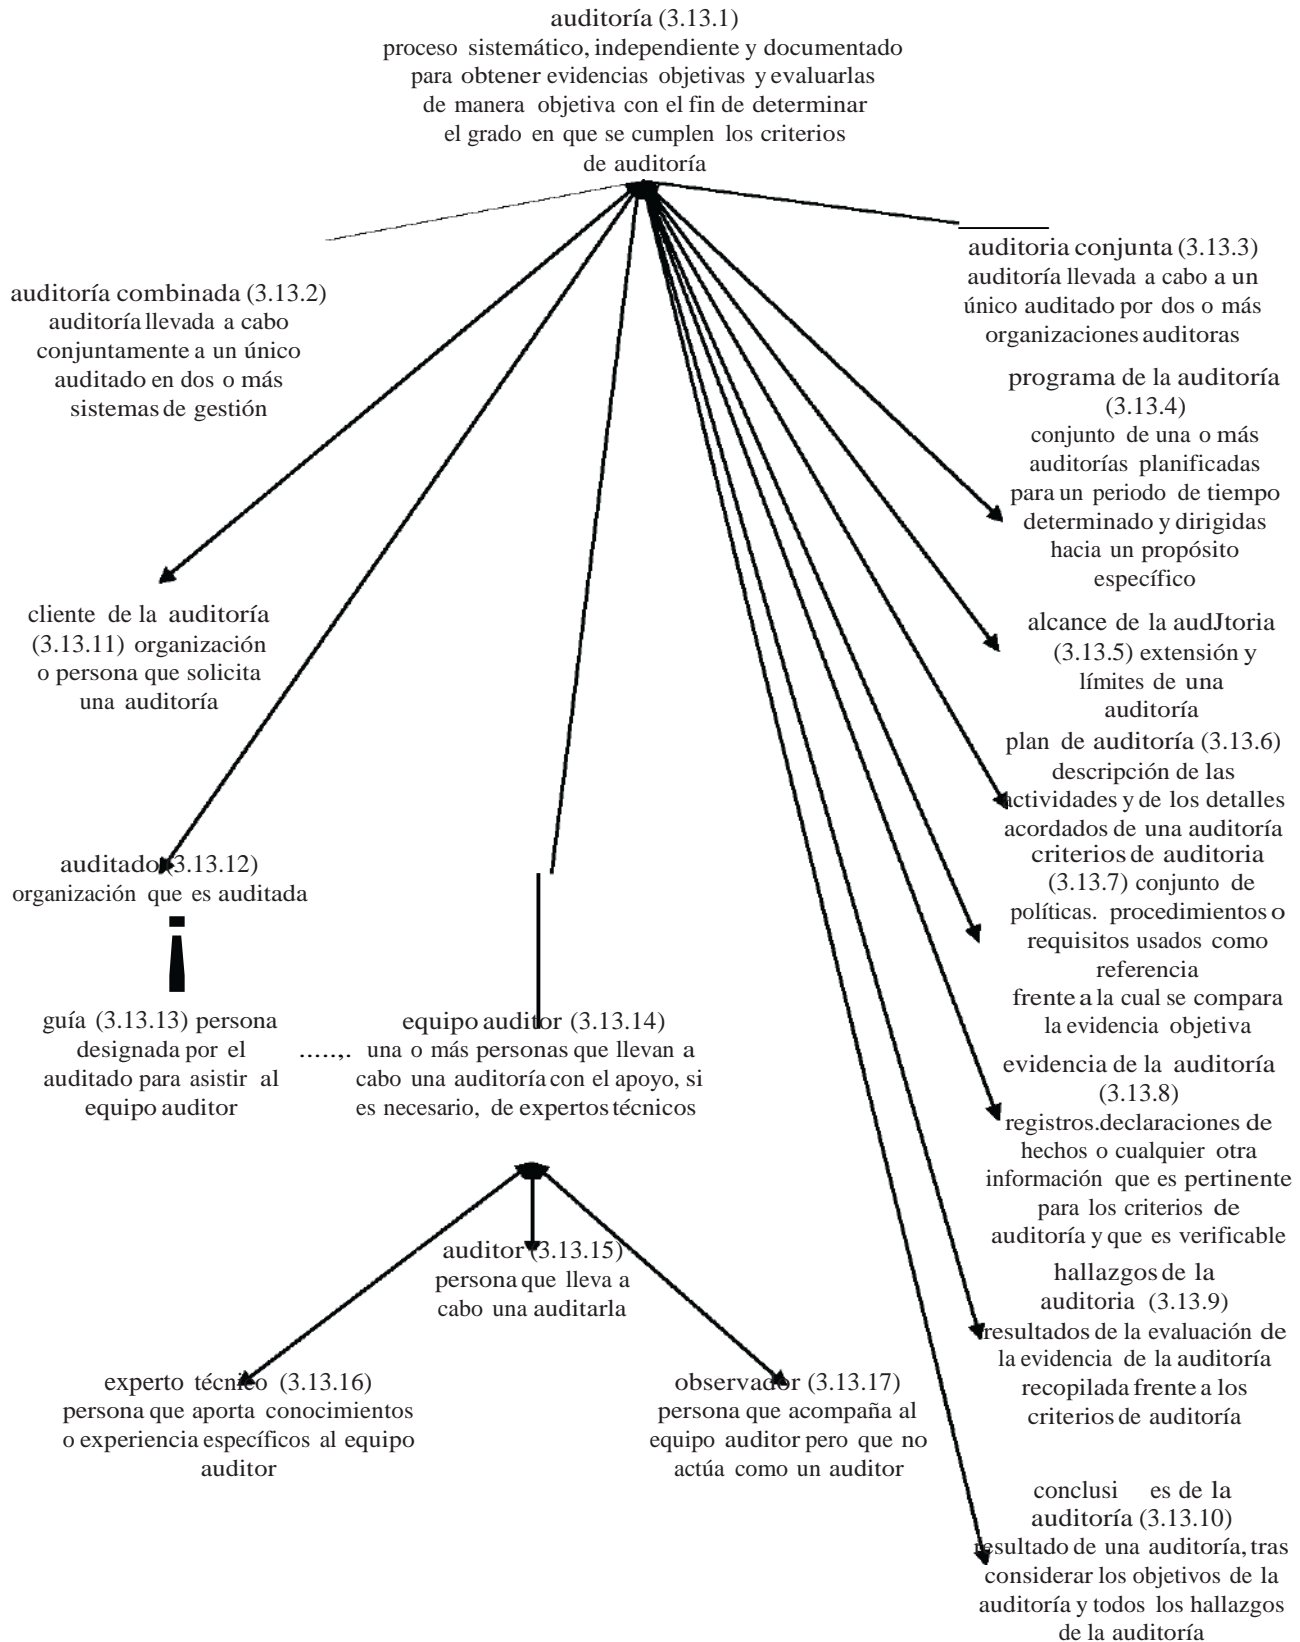 auditoría (3.13.1)
proceso sistemático, independiente y documentado
para obtener evidencias objetivas y evaluarlas
de manera objetiva con el fin de determinar
el grado en que se cumplen los criterios
de auditoría
auditoría combinada (3.13.2)
auditoría llevada a cabo
conjuntamente a un único
auditado en dos o más
sistemas de gestión
auditoria conjunta (3.13.3)
auditoría llevada a cabo a un
único auditado por dos o más
organizaciones auditoras
programa de la auditoría
(3.13.4)
conjunto de una o más
auditorías planificadas
para un periodo de tiempo
determinado y dirigidas
hacia un propósito
específico
alcance de la audJtoria
(3.13.5) extensión y
límites de una
auditoría
plan de auditoría (3.13.6)
descripción de las
actividades y de los detalles
acordados de una auditoría
criterios de auditoria
(3.13.7) conjunto de
políticas. procedimientos o
requisitos usados como
referencia
frente a la cual se compara
la evidencia objetiva
evidencia de la auditoría
(3.13.8)
registros.declaraciones de
hechos o cualquier otra
información que es pertinente
para los criterios de
auditoría y que es verificable
hallazgos de la
auditoria (3.13.9)
resultados de la evaluación de
la evidencia de la auditoría
recopilada frente a los
criterios de auditoría
conclusi es de la
auditoría (3.13.10)
resultado de una auditoría, tras
considerar los objetivos de la
auditoría y todos los hallazgos
de la auditoría
cliente de la auditoría
(3.13.11) organización
o persona que solicita
una auditoría
auditado (3.13.12)
organización que es auditada
¡
guía (3.13.13) persona
designada por el
auditado para asistir al
equipo auditor
.....,.
equipo auditor (3.13.14)
una o más personas que llevan a
cabo una auditoría con el apoyo, si
es necesario, de expertos técnicos
auditor (3.13.15)
persona que lleva a
cabo una auditarla
experto técnico (3.13.16)
persona que aporta conocimientos
o experiencia específicos al equipo
auditor
observador (3.13.17)
persona que acompaña al
equipo auditor pero que no
actúa como un auditor